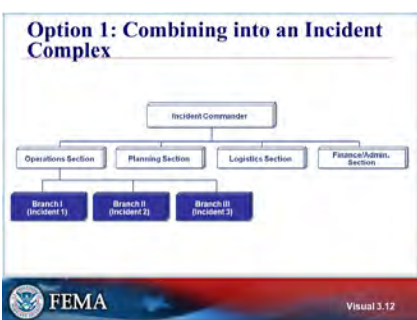 Option 1: Combining into an Incident
Complex
Incident Commander
Operations Section
Planning Section
Logistics Section
Finance/Admin.
Section
Branch I
(Incident 1)
Branch II
(Incident 2)
Branch III
(Incident 3)
FEMA
Visual 3.12